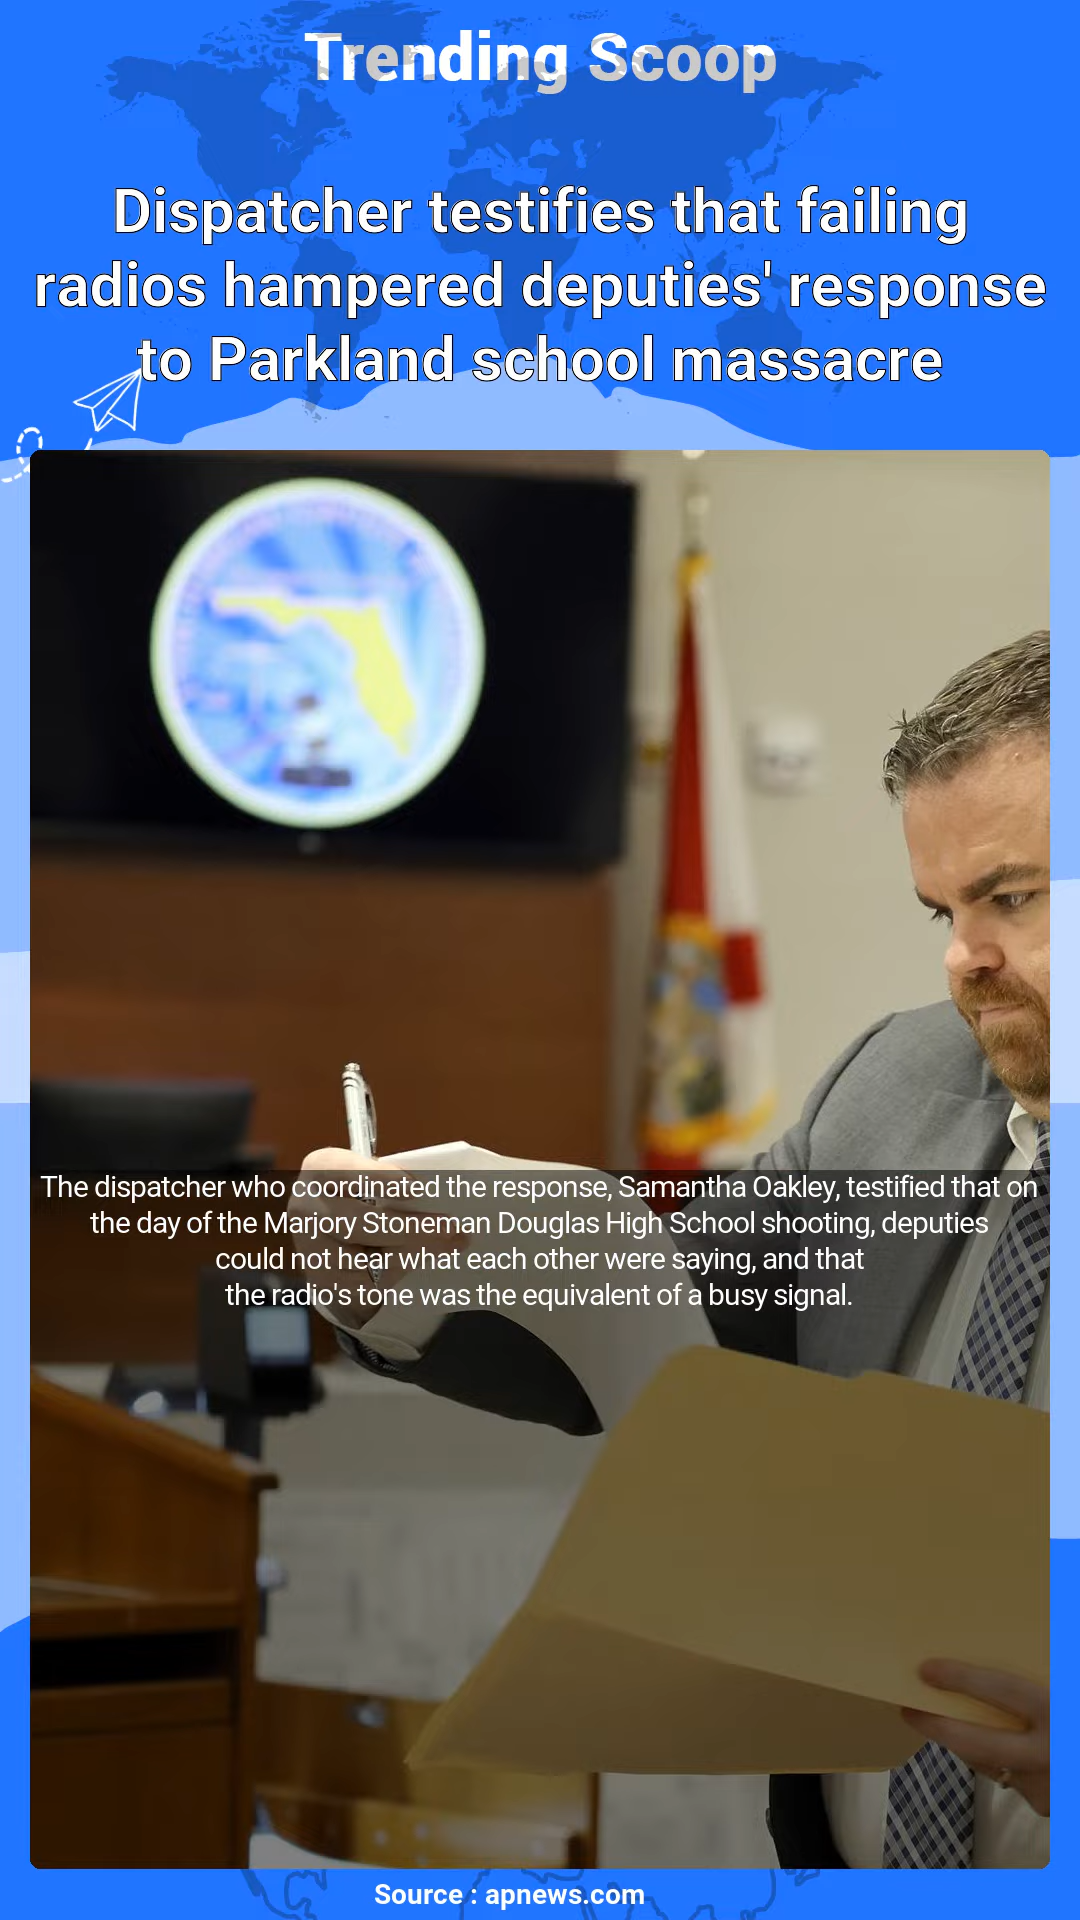 Trending Scoop
Dispatcher testifies that failing
radios hampered deputies' response
to Parkland school massacre
The dispatcher who coordinated the response, Samantha Oakley, testified that on
the day of the Marjory Stoneman Douglas High School shooting, deputies
could not hear what each other were saying, and that
the radio's tone was the equivalent of a busy signal.
Source : apnews.com